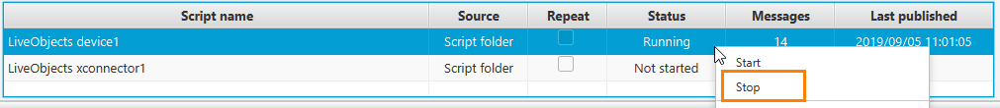 Script name Source Repeat Status Messages Last published
LiveObjects device1 Script folder Running 14 2019/09/05 11:01:05
LiveObjects xconnector1 Script folder Not started
Start
Stop